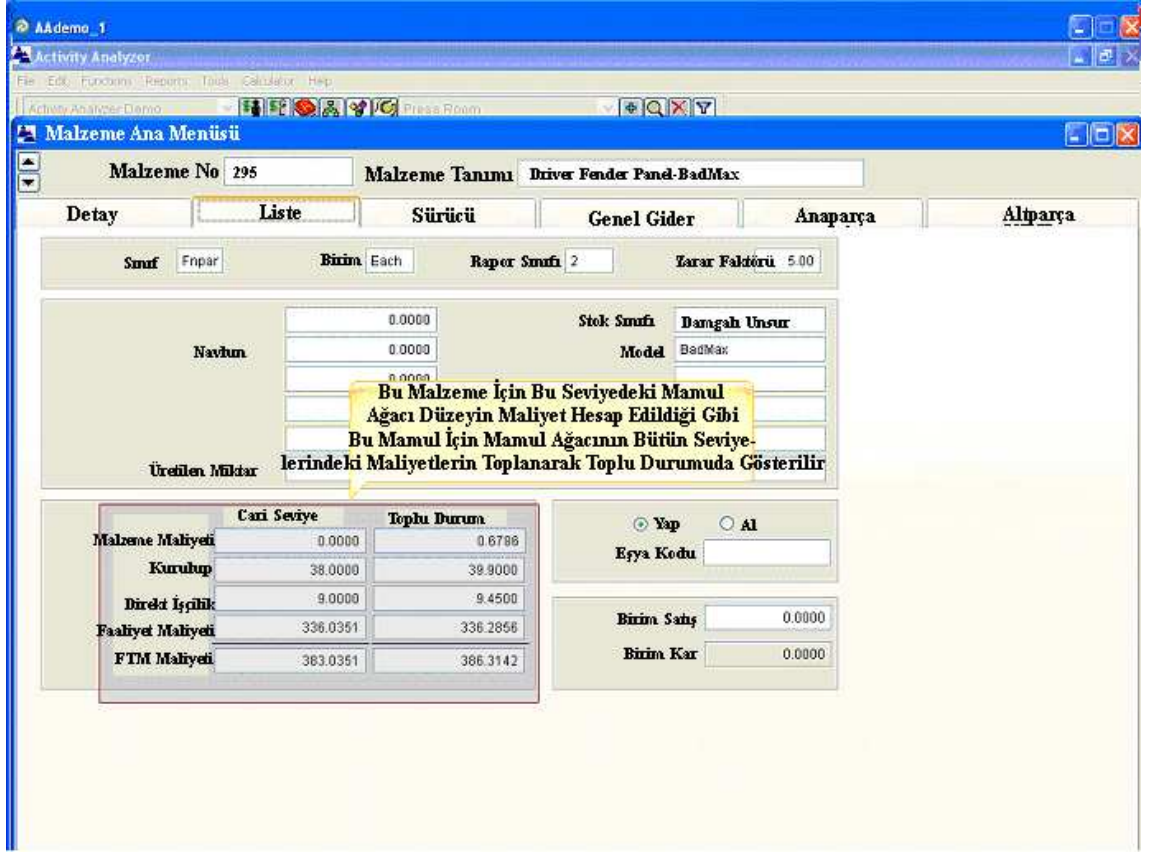 AAdemo_1
Activity Analyzer
File Edit Functions Reports Tools Calculator Help
Activity Analyzer Demo Press Room
Malzeme Ana Menüsü
Malzeme No 295 Malzeme Tanımı Driver Fender Panel-BadMax
Detay Liste Sürücü Genel Gider Anaparça Altparça
Sınıf Fnpar Birim Each Rapor Sınıfı 2 Zarar Faktörü 5.00
0.0000 Stok Sınıfı Damgalı Unsur
Navlun 0.0000 Model BadMax
0.0000
Bu Malzeme İçin Bu Seviyedeki Mamul
Ağacı Düzeyin Maliyet Hesap Edildiği Gibi
Bu Mamul İçin Mamul Ağacının Bütün Seviye-
lerindeki Maliyetlerin Toplanarak Toplu Durumuda Gösterilir
Üretilen Miktar
Cari Seviye Toplu Durum
Malzeme Maliyeti 0.0000 0.6786
Kurulup 38.0000 39.9000
Direkt İşçilik 9.0000 9.4500
Faaliyet Maliyeti 336.0351 336.2856
FTM Maliyeti 383.0351 386.3142
Yap Al
Eşya Kodu
Birim Satış 0.0000
Birim Kar 0.0000